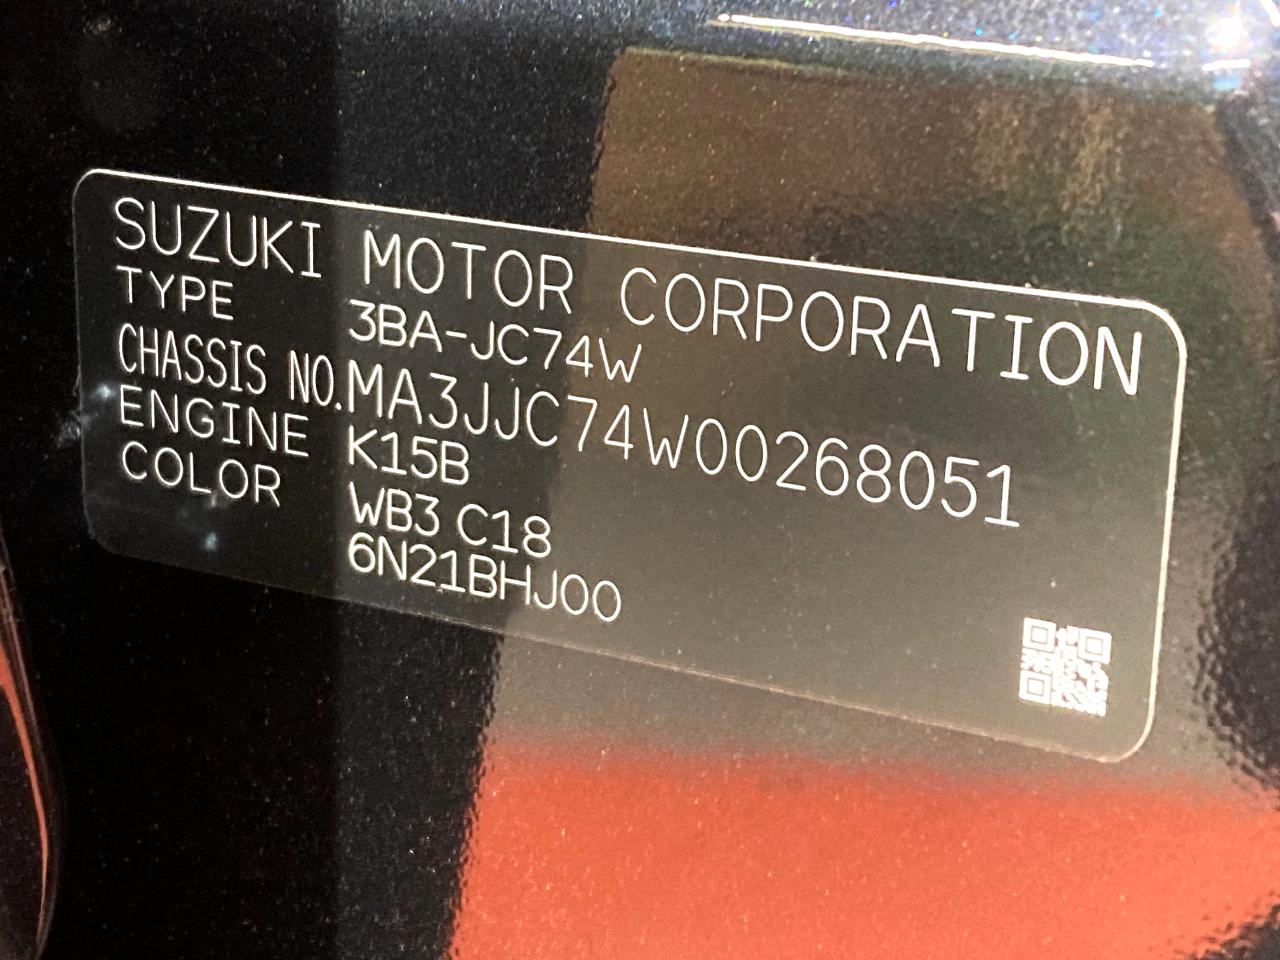 SUZUKI MOTOR CORPORATION
TYPE 3BA-JC74W
CHASSIS NO. MA3JJC74W00268051
ENGINE K15B
COLOR WB3 C18
6N21BHJ00